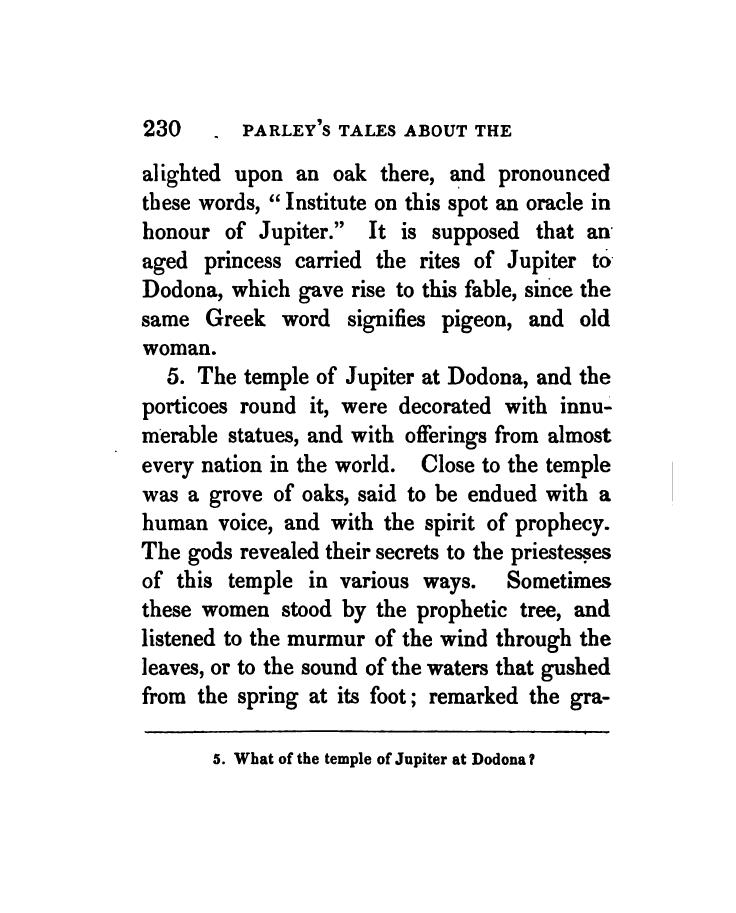 230 PARLEY'S TALES ABOUT THE
alighted upon an oak there, and pronounced
these words, "Institute on this spot an oracle in
honour of Jupiter." It is supposed that an
aged princess carried the rites of Jupiter to
Dodona, which gave rise to this fable, since the
same Greek word signifies pigeon, and old
woman.
5. The temple of Jupiter at Dodona, and the
porticoes round it, were decorated with innu-
merable statues, and with offerings from almost
every nation in the world. Close to the temple
was a grove of oaks, said to be endued with a
human voice, and with the spirit of prophecy.
The gods revealed their secrets to the priestesses
of this temple in various ways. Sometimes
these women stood by the prophetic tree, and
listened to the murmur of the wind through the
leaves, or to the sound of the waters that gushed
from the spring at its foot; remarked the gra-
5. What of the temple of Jupiter at Dodona?